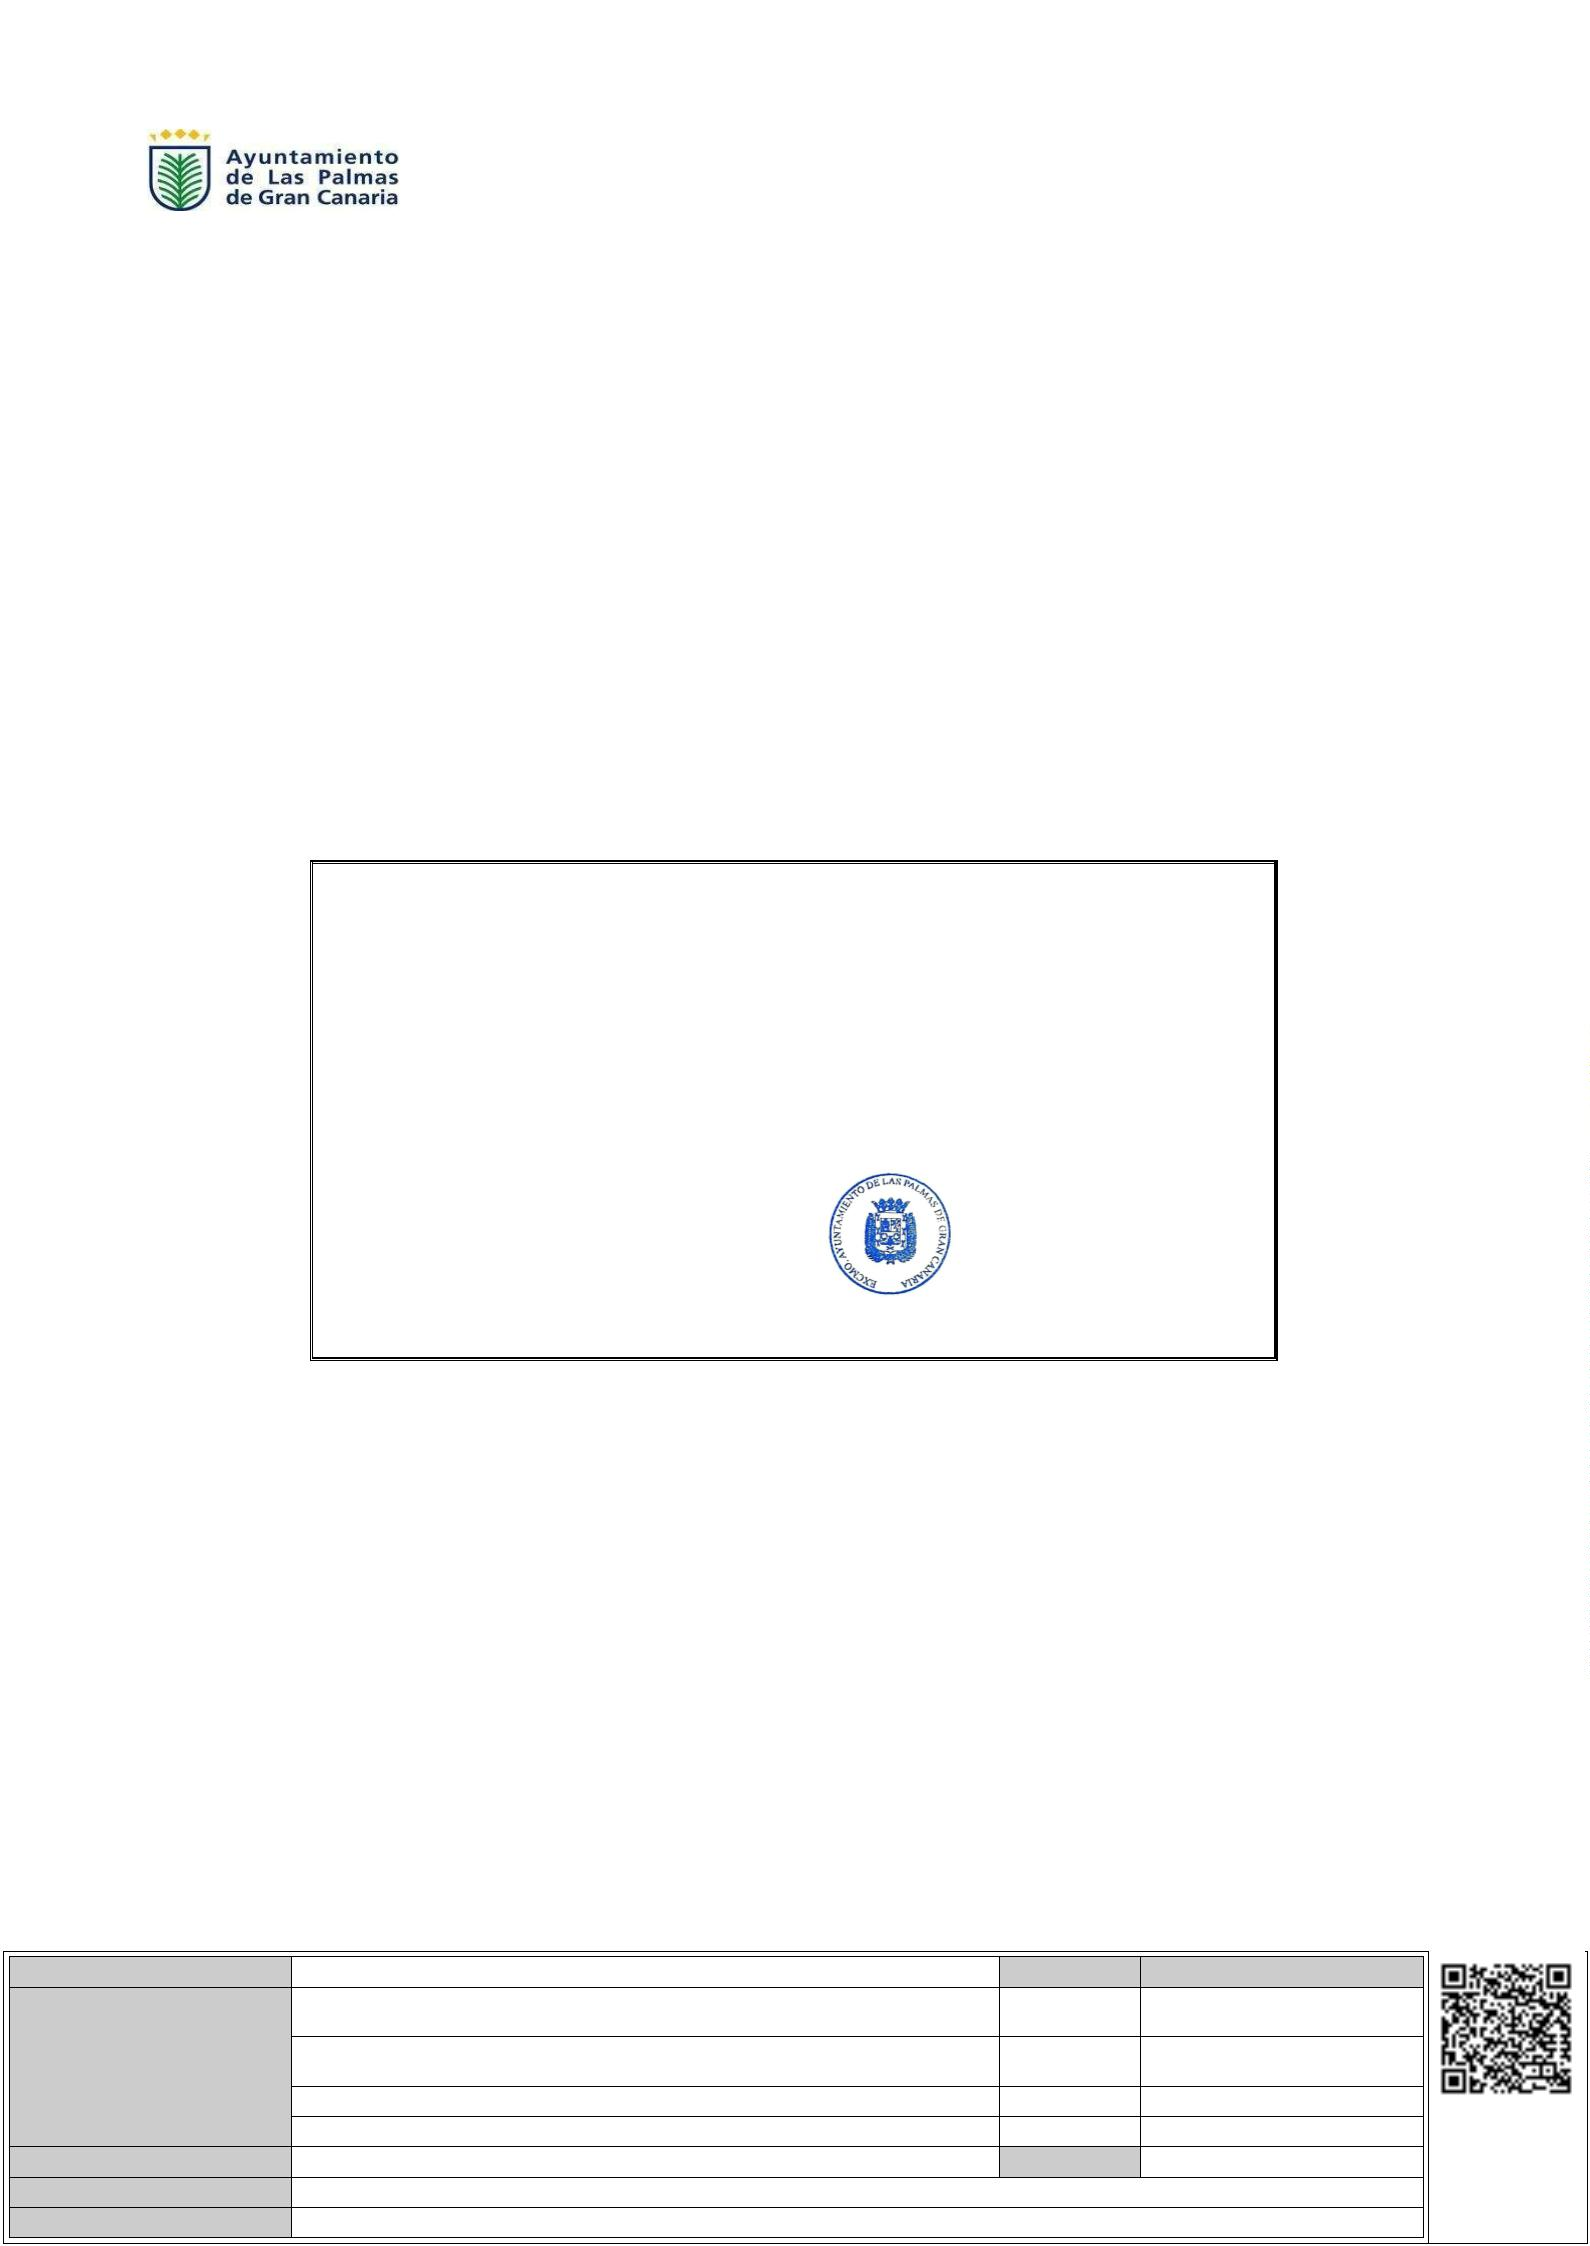 Ayuntamiento
de Las Palmas
de Gran Canaria
EXCMO. AYUNTAMIENTO DE LAS PALMAS DE GRAN CANARIA